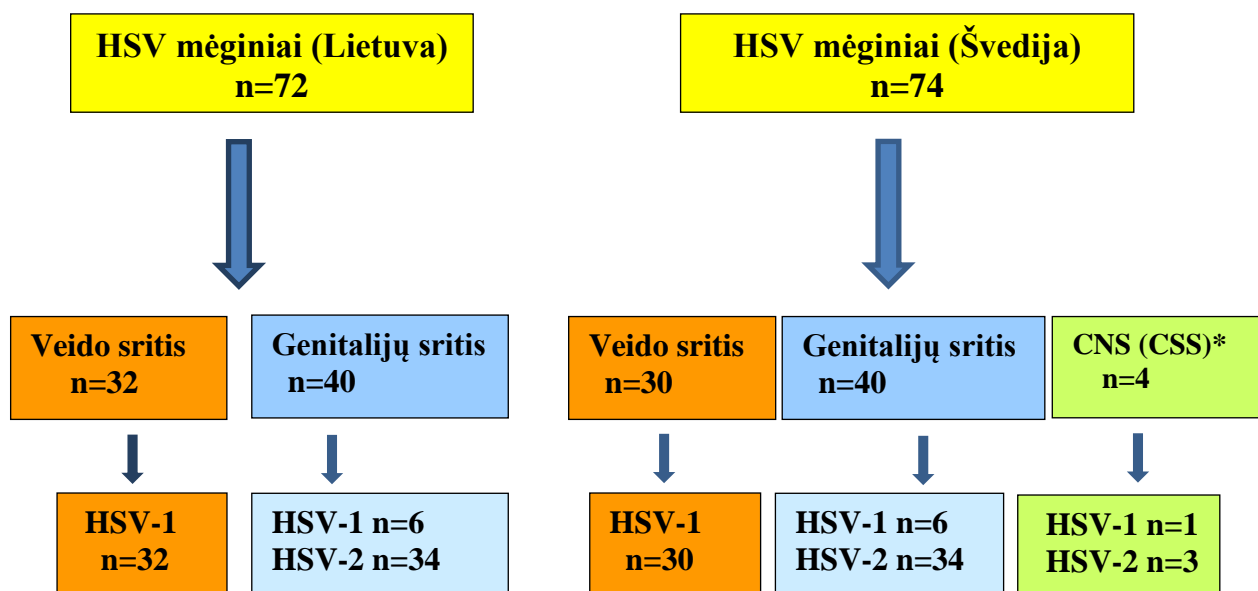 HSV mėginiai (Lietuva)
n=72
HSV mėginiai (Švedija)
n=74
Veido sritis
n=32
Genitalijų sritis
n=40
Veido sritis
n=30
Genitalijų sritis
n=40
CNS (CSS)*
n=4
HSV-1
n=32
HSV-1 n=6
HSV-2 n=34
HSV-1
n=30
HSV-1 n=6
HSV-2 n=34
HSV-1 n=1
HSV-2 n=3